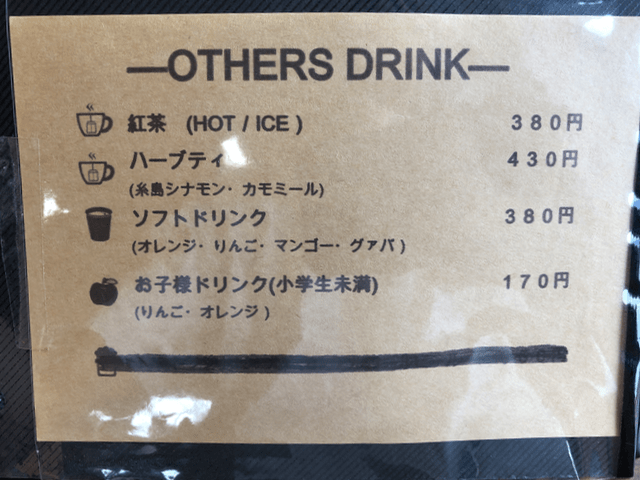 —OTHERS DRINK—
紅茶 (HOT / ICE ) 380円
ハーブティ 430円
(糸島シナモン・カモミール)
ソフトドリンク 380円
(オレンジ・りんご・マンゴー・グァバ )
お子様ドリンク(小学生未満) 170円
(りんご・オレンジ )